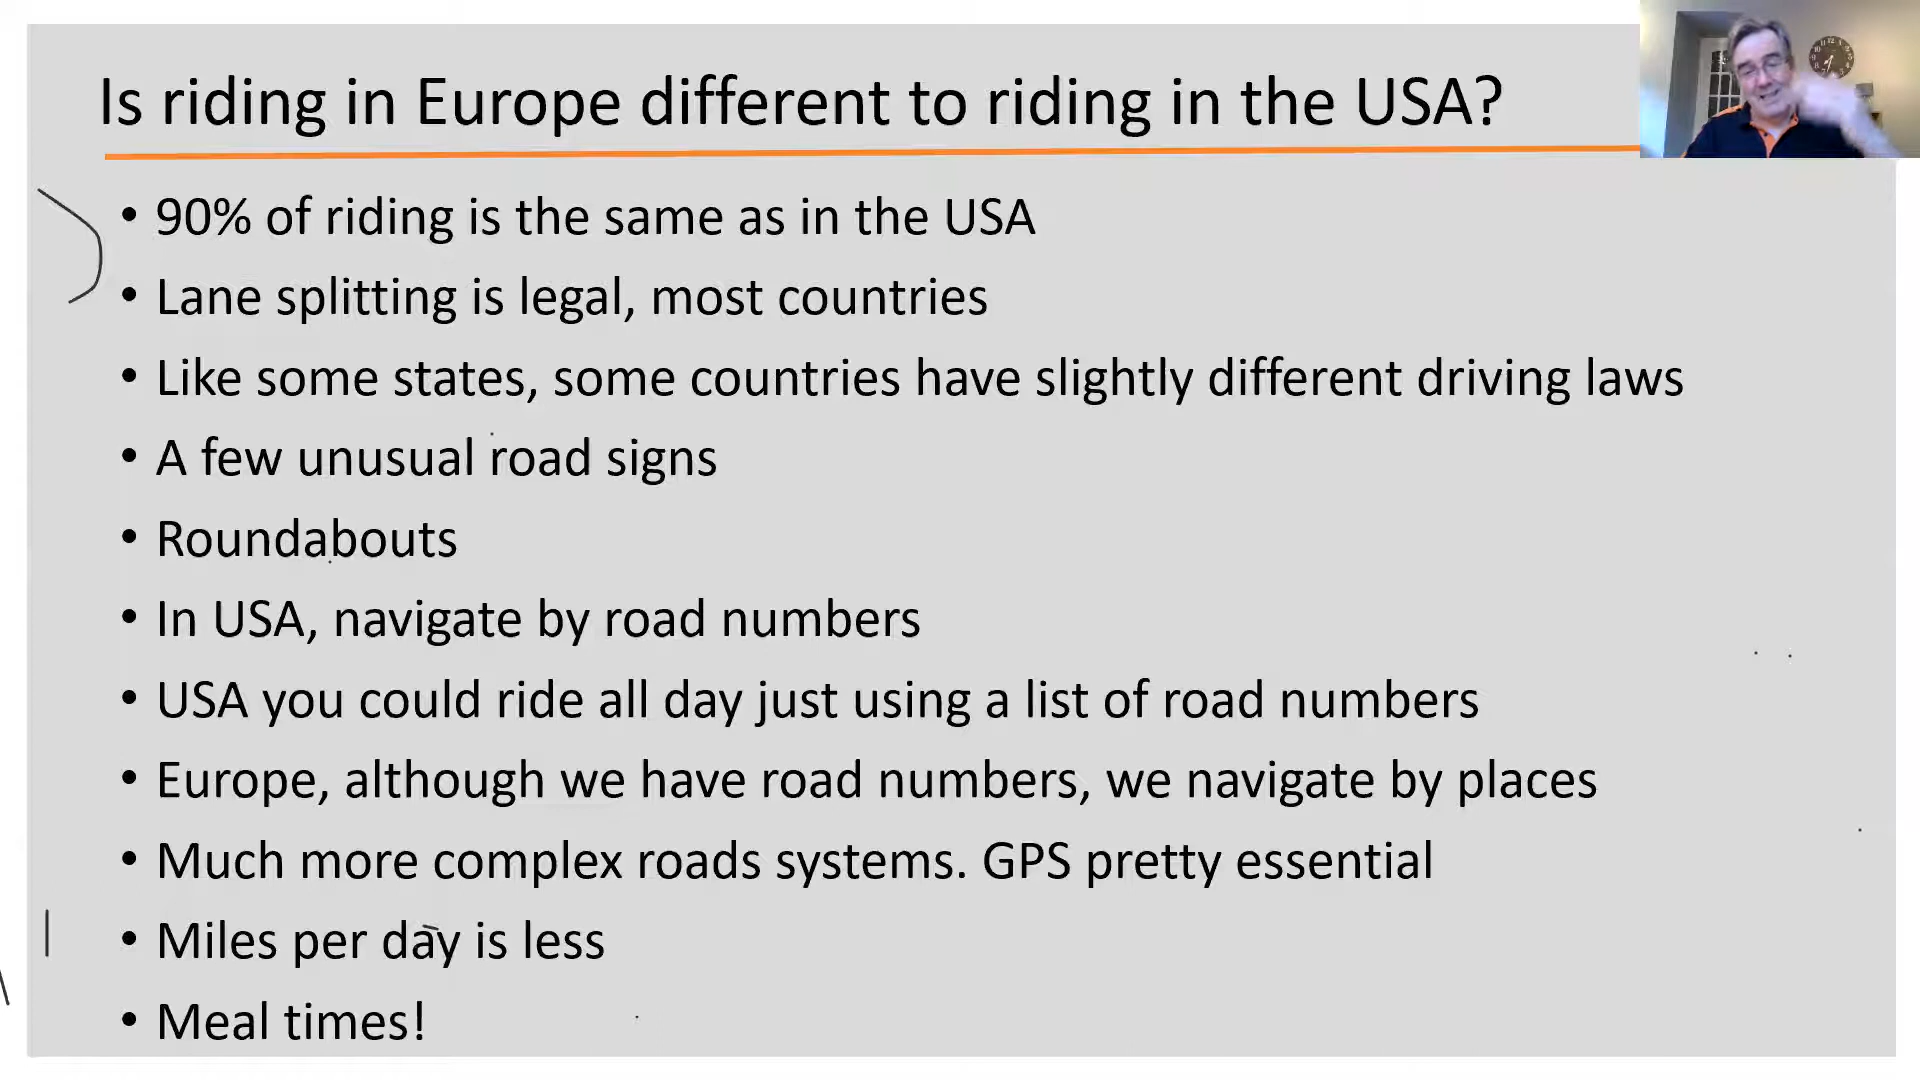 Is riding in Europe different to riding in the USA?
• 90% of riding is the same as in the USA
• Lane splitting is legal, most countries
• Like some states, some countries have slightly different driving laws
• A few unusual road signs
• Roundabouts
• In USA, navigate by road numbers
• USA you could ride all day just using a list of road numbers
• Europe, although we have road numbers, we navigate by places
• Much more complex roads systems. GPS pretty essential
• Miles per day is less
• Meal times!